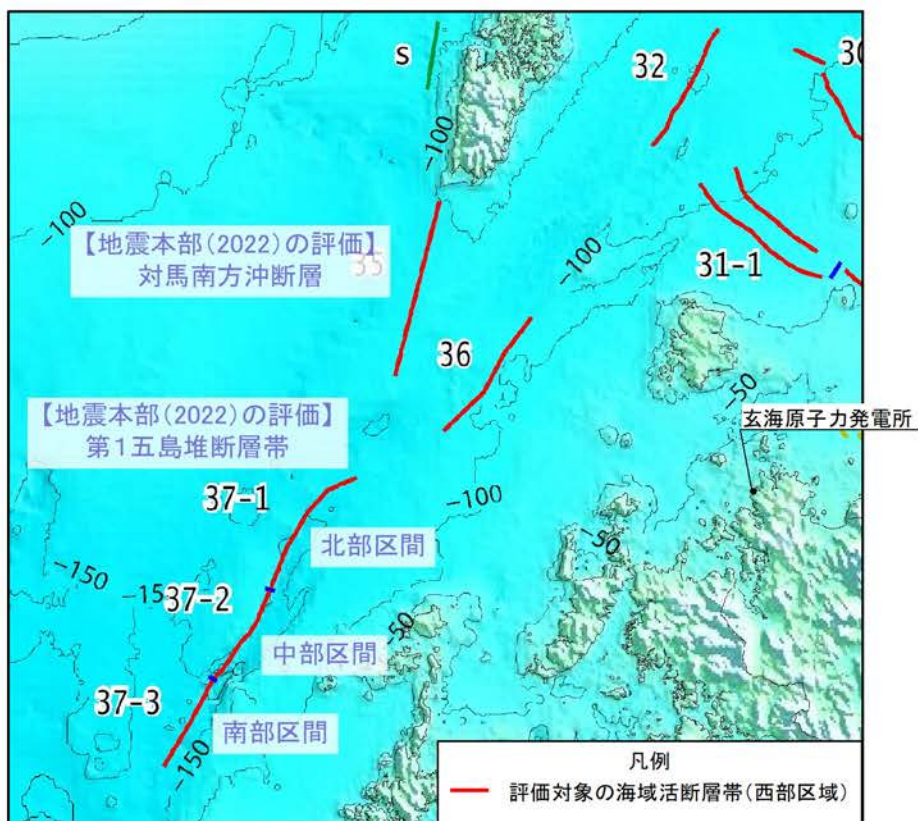 S
32
30
-100
-100
【地震本部(2022)の評価】
対馬南方沖断層
35
-100
31-1
36
-50
【地震本部(2022)の評価】
第1五島堆断層帯
玄海原子力発電所
37-1
-100
北部区間
-50
-150
-15
37-2
-50
中部区間
37-3
南部区間
-150
凡例
評価対象の海域活断層帯(西部区域)